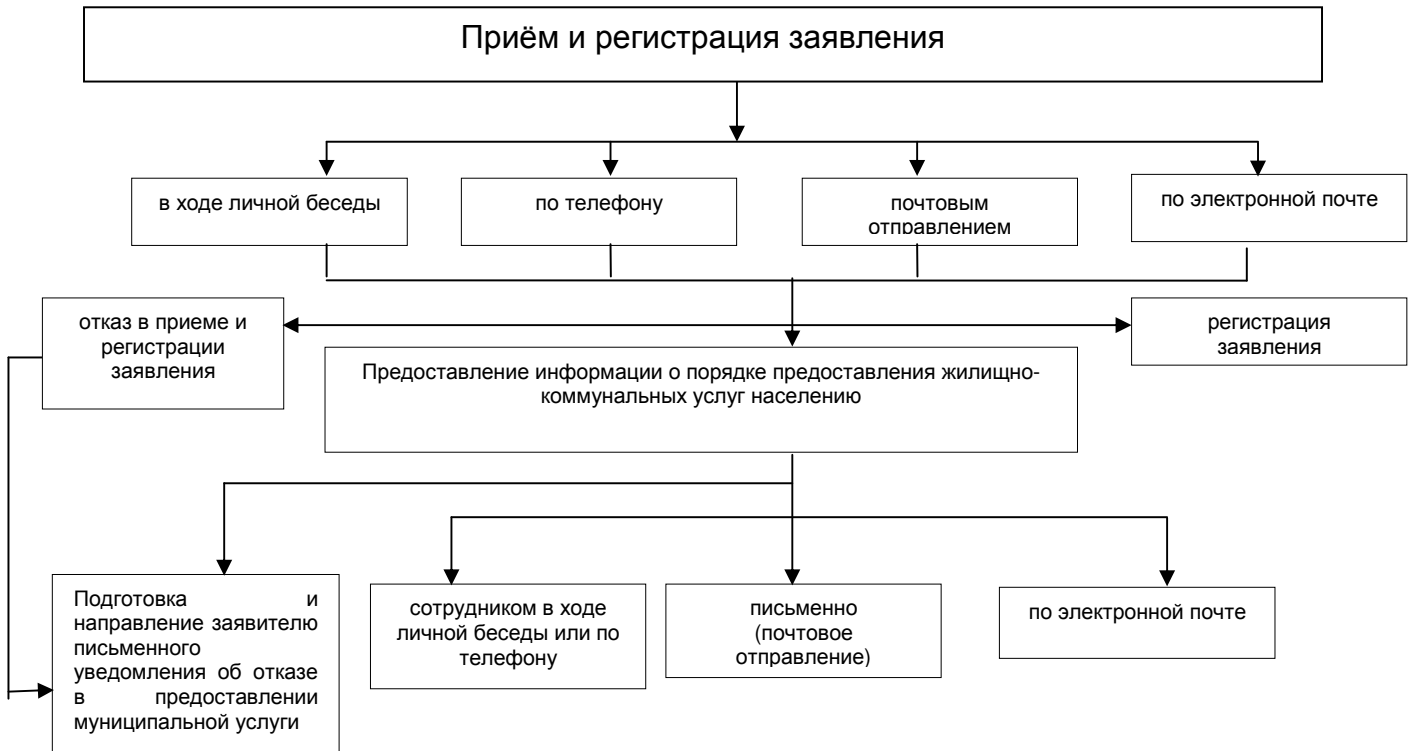 Приём и регистрация заявления
в ходе личной беседы
по телефону
почтовым
отправлением
по электронной почте
отказ в приеме и
регистрации
заявления
регистрация
заявления
Предоставление информации о порядке предоставления жилищно-
коммунальных услуг населению
Подготовка и
направление заявителю
письменного
уведомления об отказе
в предоставлении
муниципальной услуги
сотрудником в ходе
личной беседы или по
телефону
письменно
(почтовое
отправление)
по электронной почте